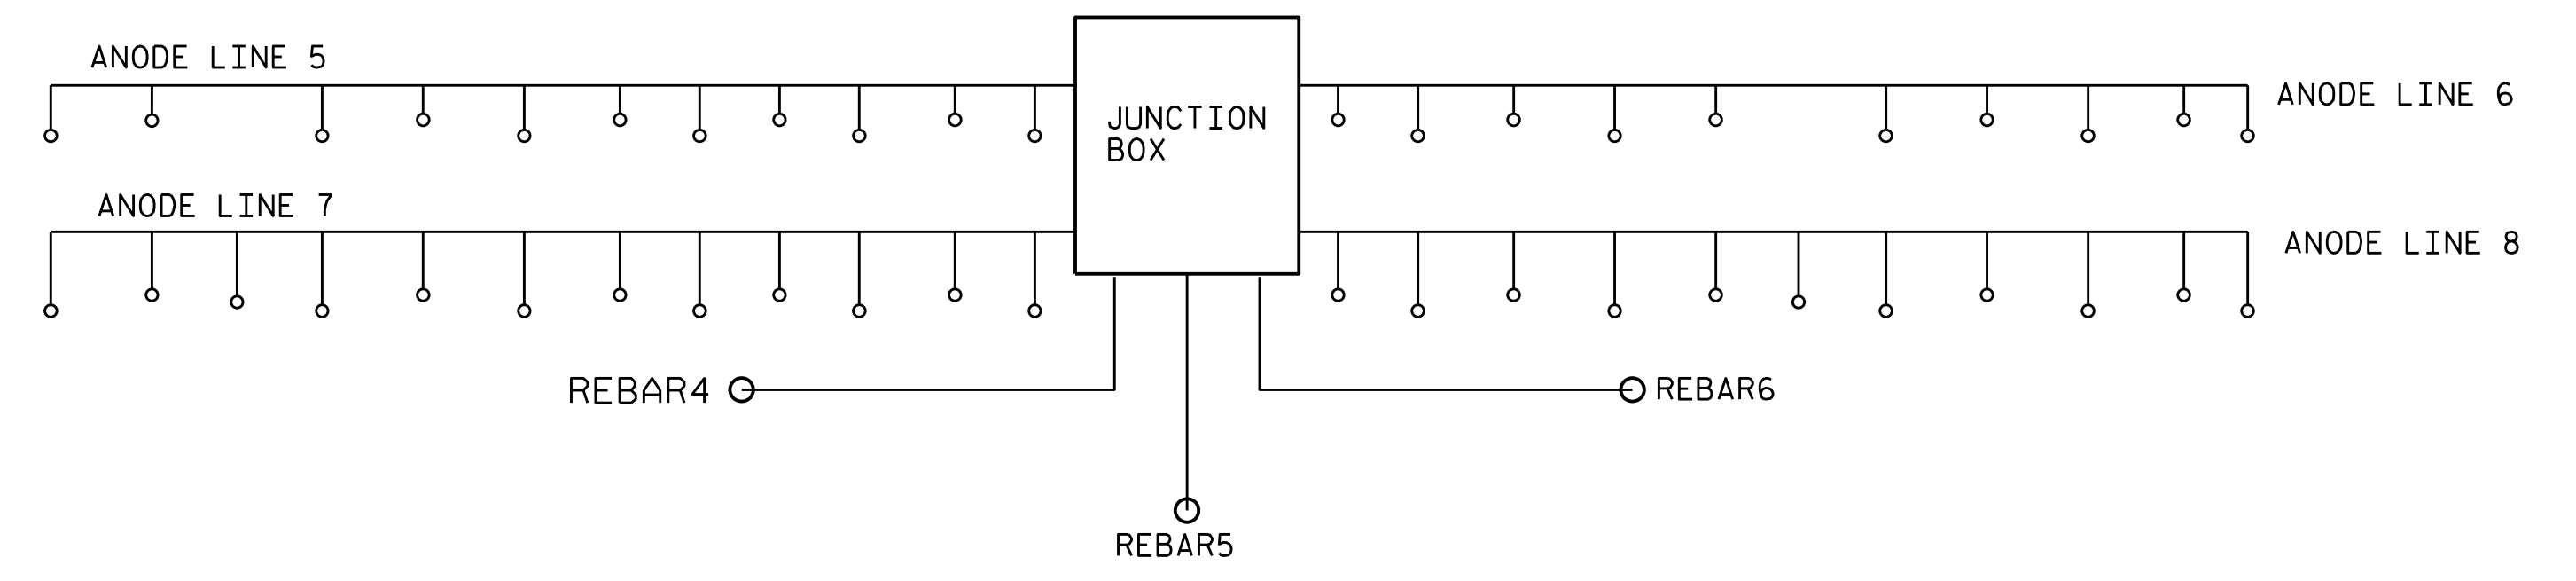 ANODE LINE 5
ANODE LINE 6
JUNCTION
BOX
ANODE LINE 7
ANODE LINE 8
REBAR4
REBAR6
REBAR5